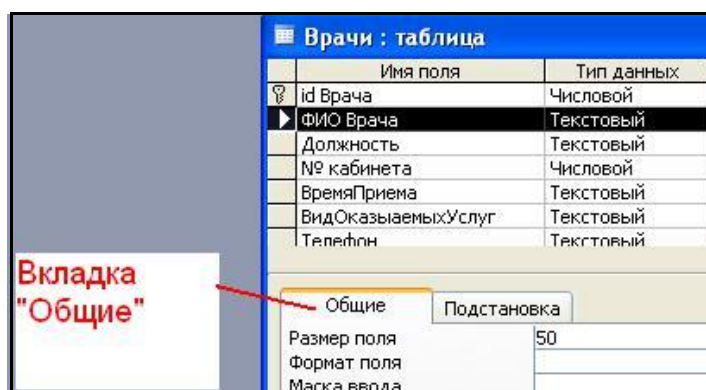 Врачи : таблица
Имя поля Тип данных
id Врача Числовой
ФИО Врача Текстовый
Должность Текстовый
№ кабинета Числовой
ВремяПриема Текстовый
ВидОказыаемыхУслуг Текстовый
Телефон Текстовый
Вкладка
"Общие"
Общие Подстановка
Размер поля 50
Формат поля
Маска ввода